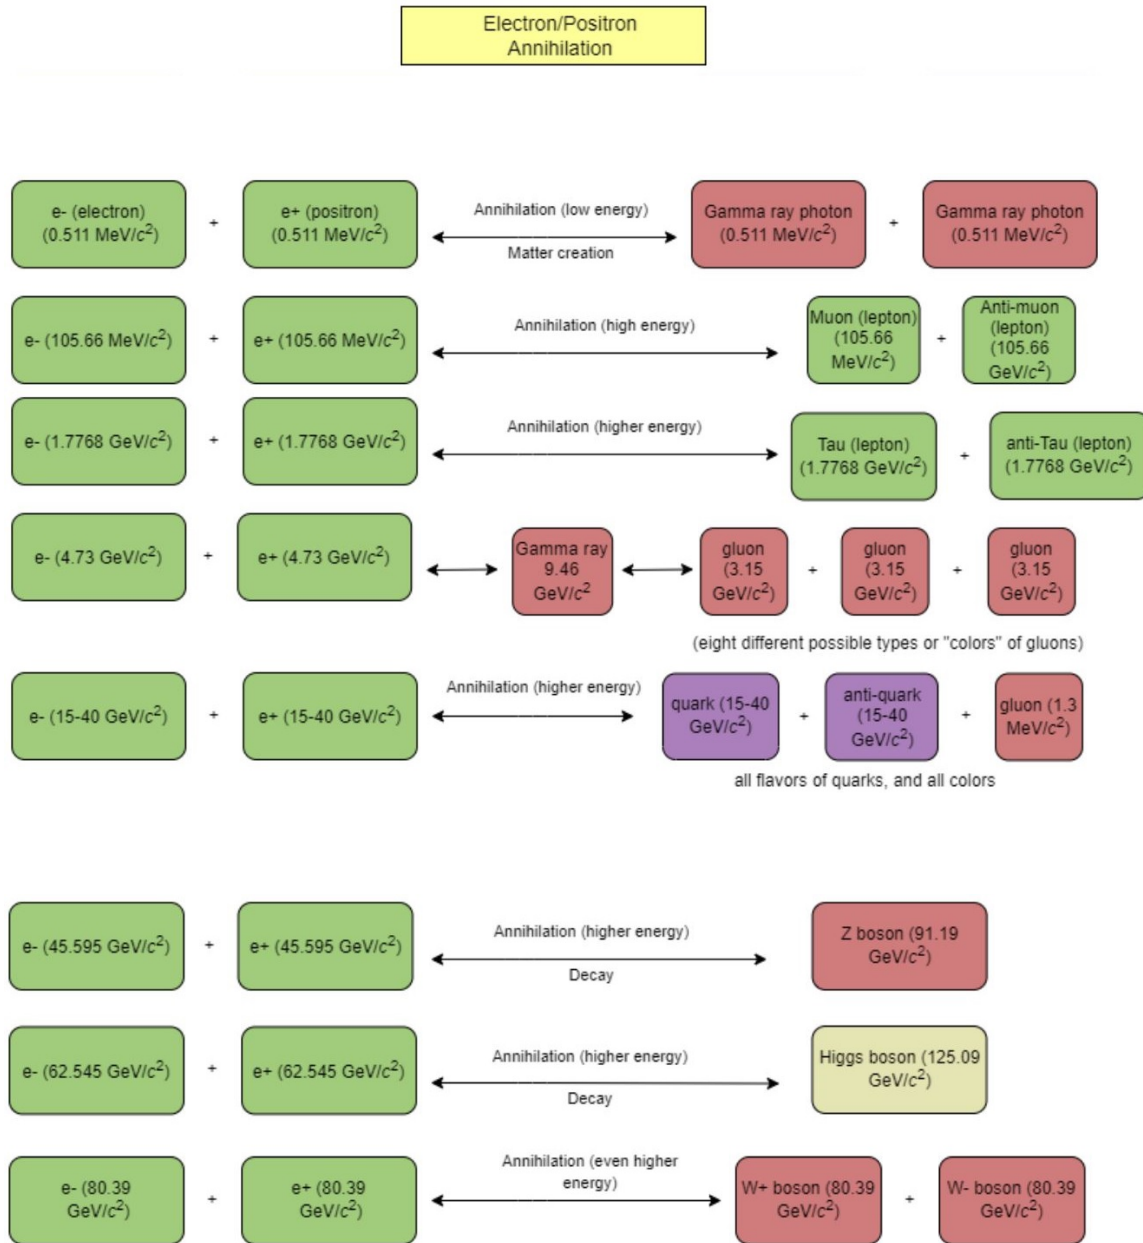 Electron/Positron
Annihilation
e- (electron)
(0.511 MeV/c²)
+
e+ (positron)
(0.511 MeV/c²)
Annihilation (low energy)
Matter creation
Gamma ray photon
(0.511 MeV/c²)
+
Gamma ray photon
(0.511 MeV/c²)
e- (105.66 MeV/c²)
+
e+ (105.66 MeV/c²)
Annihilation (high energy)
Muon (lepton)
(105.66
MeV/c²)
+
Anti-muon
(lepton)
(105.66
GeV/c²)
e- (1.7768 GeV/c²)
+
e+ (1.7768 GeV/c²)
Annihilation (higher energy)
Tau (lepton)
(1.7768 GeV/c²)
+
anti-Tau (lepton)
(1.7768 GeV/c²)
e- (4.73 GeV/c²)
+
e+ (4.73 GeV/c²)
Gamma ray
9.46
GeV/c²
gluon
(3.15
GeV/c²)
+
gluon
(3.15
GeV/c²)
+
gluon
(3.15
GeV/c²)
(eight different possible types or "colors" of gluons)
e- (15-40 GeV/c²)
+
e+ (15-40 GeV/c²)
Annihilation (higher energy)
quark (15-40
GeV/c²)
+
anti-quark
(15-40
GeV/c²)
+
gluon (1.3
MeV/c²)
all flavors of quarks, and all colors
e- (45.595 GeV/c²)
+
e+ (45.595 GeV/c²)
Annihilation (higher energy)
Decay
Z boson (91.19
GeV/c²)
e- (62.545 GeV/c²)
+
e+ (62.545 GeV/c²)
Annihilation (higher energy)
Decay
Higgs boson (125.09
GeV/c²)
e- (80.39
GeV/c²)
+
e+ (80.39
GeV/c²)
Annihilation (even higher
energy)
W+ boson (80.39
GeV/c²)
+
W- boson (80.39
GeV/c²)